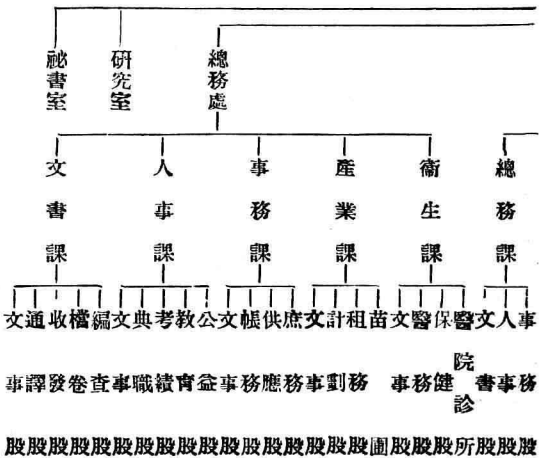 祕書室
研究室
總務處
文書課
人事課
事務課
產業課
衞生課
總務課
文事股
通譯股
收發股
檔卷股
編查股
文事股
典職股
考績股
教育股
公益股
文事股
帳務股
供應股
庶務股
文事股
計劃股
租務股
苗圃
文事股
醫務股
保健股
醫院診所
文書股
人事股
事務股